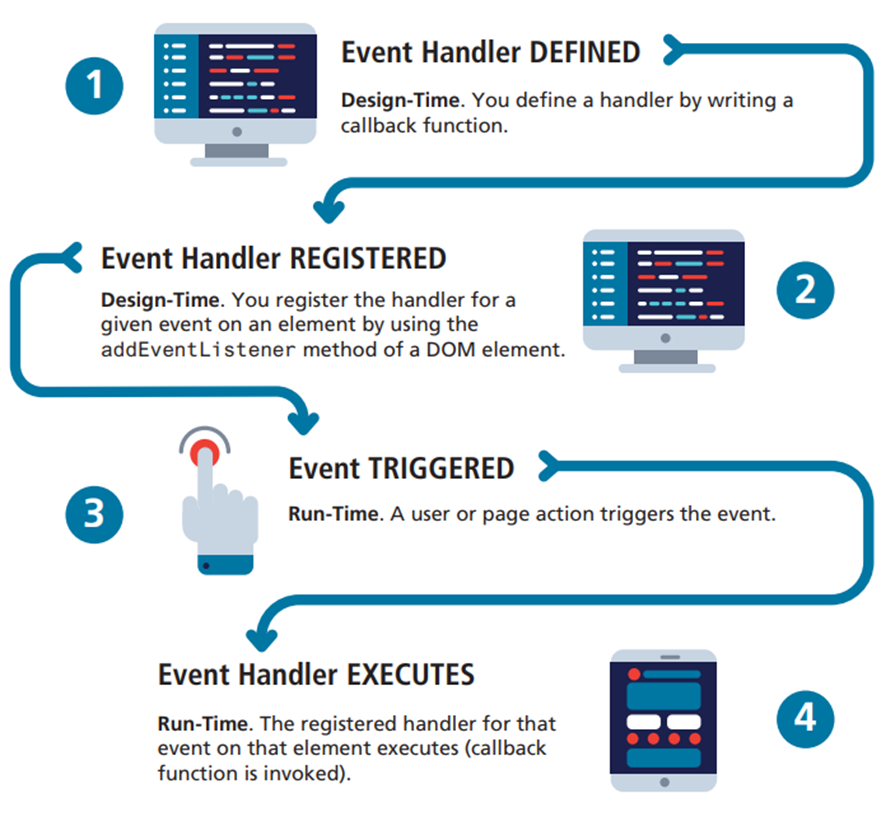 1
Event Handler DEFINED
Design-Time. You define a handler by writing a
callback function.
Event Handler REGISTERED
Design-Time. You register the handler for a
given event on an element by using the
addEventListener method of a DOM element.
2
3
Event TRIGGERED
Run-Time. A user or page action triggers the event.
Event Handler EXECUTES
Run-Time. The registered handler for that
event on that element executes (callback
function is invoked).
4